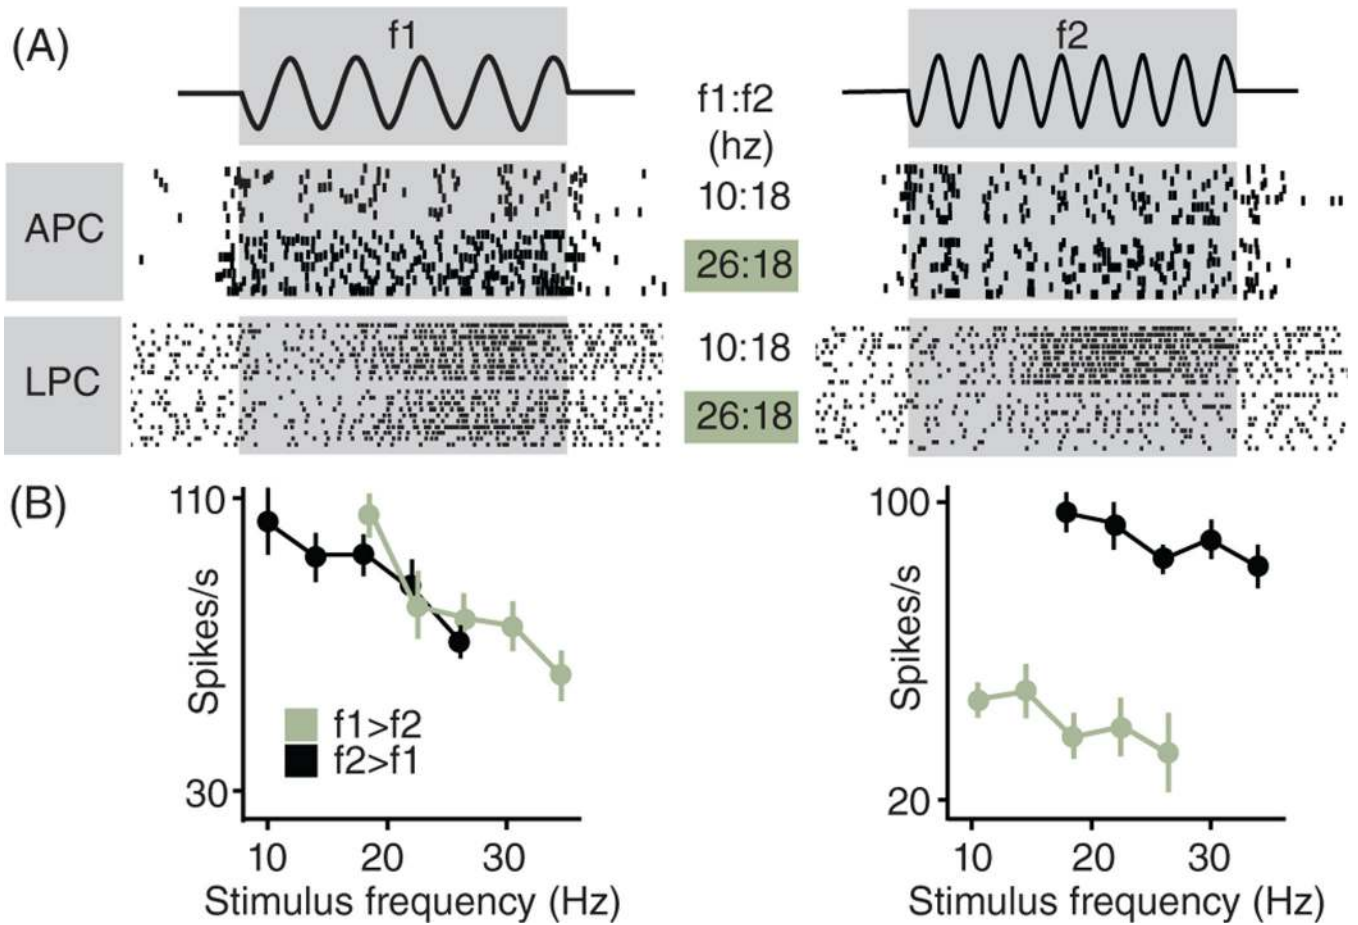 (A)
f1
f2
f1:f2
(hz)
APC
10:18
26:18
LPC
10:18
26:18
(B)
110
30
Spikes/s
f1>f2
f2>f1
10
20
30
Stimulus frequency (Hz)
100
20
Spikes/s
10
20
30
Stimulus frequency (Hz)